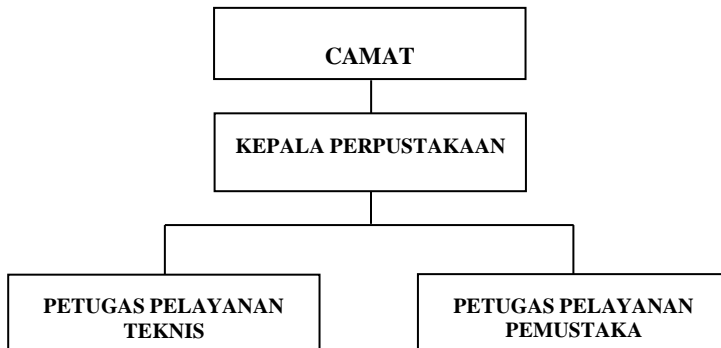 CAMAT
KEPALA PERPUSTAKAAN
PETUGAS PELAYANAN
TEKNIS
PETUGAS PELAYANAN
PEMUSTAKA